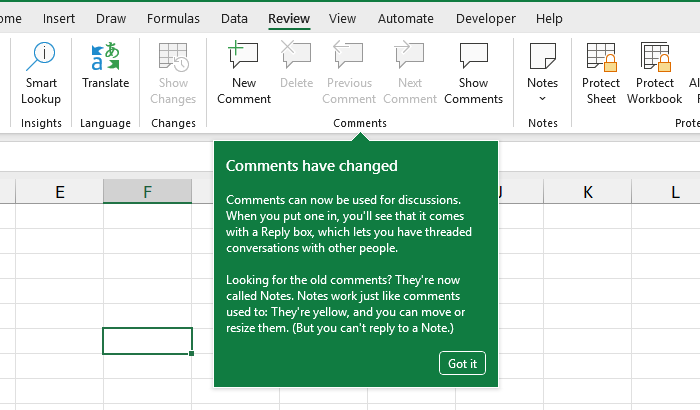 ome Insert Draw Formulas Data Review View Automate Developer Help
Smart Lookup
Translate
Show Changes
New Comment
Delete
Previous Comment
Next Comment
Show Comments
Notes
Protect Sheet
Protect Workbook
Al
Insights Language Changes Comments Notes Prote
Comments have changed
Comments can now be used for discussions.
When you put one in, you'll see that it comes
with a Reply box, which lets you have threaded
conversations with other people.
Looking for the old comments? They're now
called Notes. Notes work just like comments
used to: They're yellow, and you can move or
resize them. (But you can't reply to a Note.)
Got it
E F K L